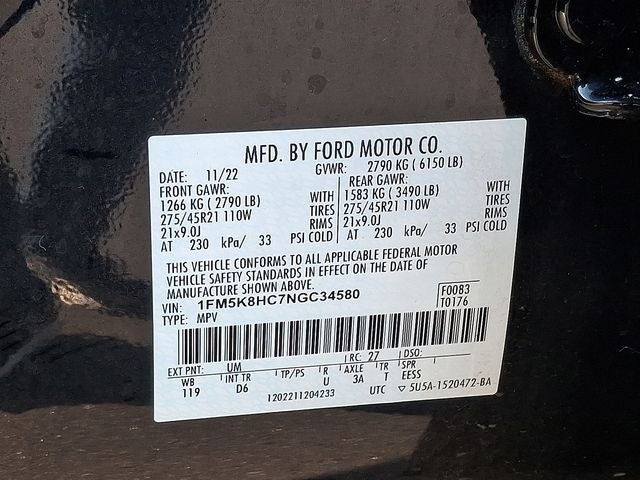 MFD. BY FORD MOTOR CO.
DATE: 11/22 GVWR: 2790 KG ( 6150 LB)
FRONT GAWR: REAR GAWR:
1266 KG ( 2790 LB) WITH 1583 KG ( 3490 LB) WITH
275/45R21 110W TIRES 275/45R21 110W TIRES
21x9.0J RIMS 21x9.0J RIMS
AT 230 kPa/ 33 PSI COLD AT 230 kPa/ 33 PSI COLD
THIS VEHICLE CONFORMS TO ALL APPLICABLE FEDERAL MOTOR
VEHICLE SAFETY STANDARDS IN EFFECT ON THE DATE OF
MANUFACTURE SHOWN ABOVE.
VIN: 1FM5K8HC7NGC34580 F0083
TYPE: MPV T0176
EXT PNT: UM RC: 27 DSO:
WB INT TR TP/PS R AXLE TR SPR
119 D6 U 3A T EESS
1202211204233 UTC ▽ 5U5A-1520472-BA